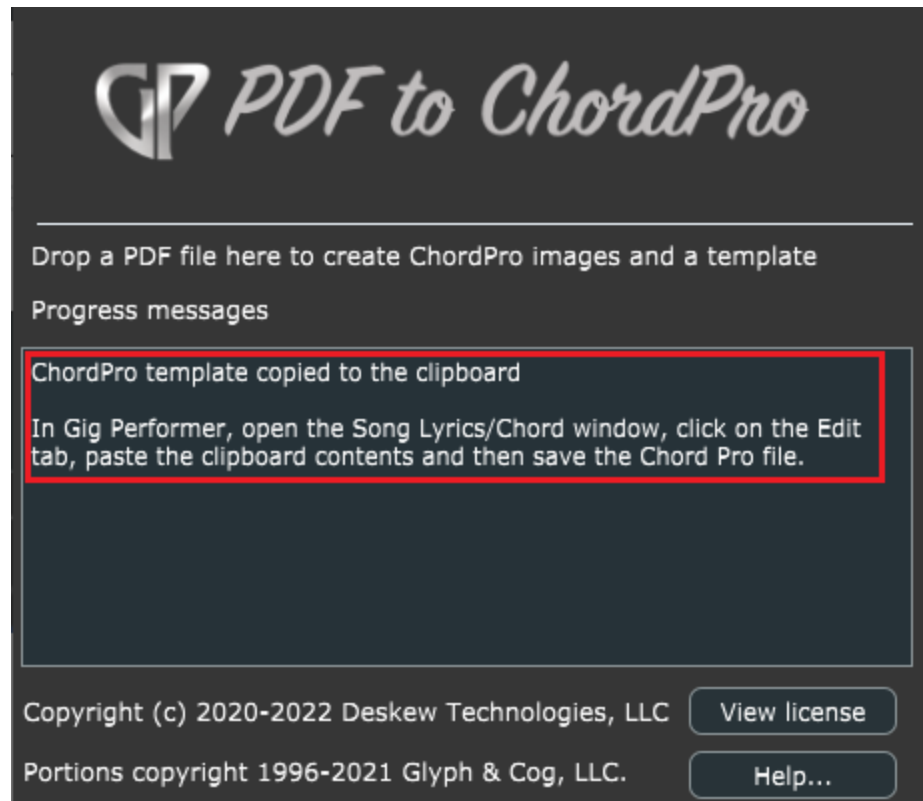 GP PDF to ChordPro
Drop a PDF file here to create ChordPro images and a template
Progress messages
ChordPro template copied to the clipboard
In Gig Performer, open the Song Lyrics/Chord window, click on the Edit
tab, paste the clipboard contents and then save the Chord Pro file.
Copyright (c) 2020-2022 Deskew Technologies, LLC
View license
Portions copyright 1996-2021 Glyph & Cog, LLC.
Help...